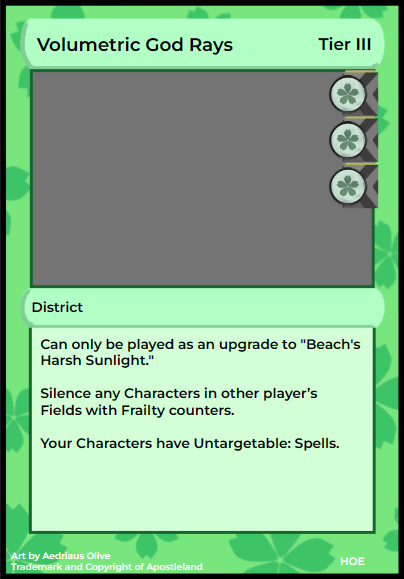 Volumetric God Rays
Tier III
District
Can only be played as an upgrade to "Beach's
Harsh Sunlight."
Silence any Characters in other player’s
Fields with Frailty counters.
Your Characters have Untargetable: Spells.
Art by Aedriaus Olive
Trademark and Copyright of Apostleland
HOE